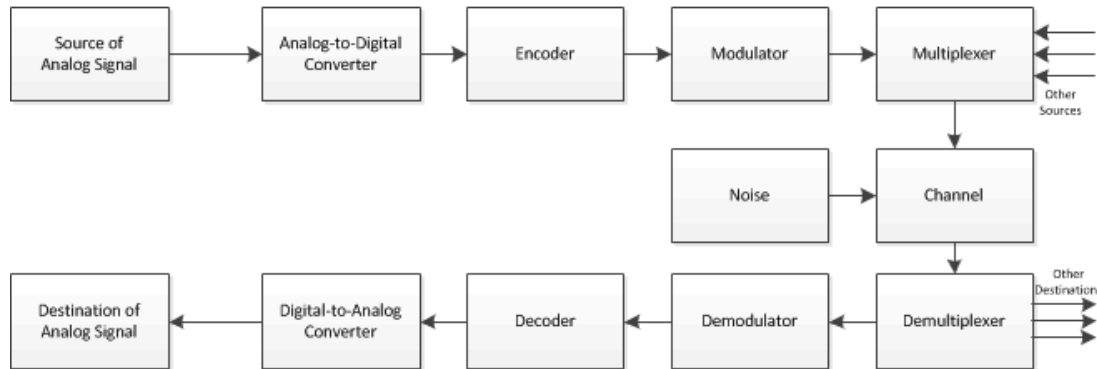 Source of
Analog Signal
Analog-to-Digital
Converter
Encoder
Modulator
Multiplexer
Other
Sources
Noise
Channel
Other
Destination
Destination of
Analog Signal
Digital-to-Analog
Converter
Decoder
Demodulator
Demultiplexer